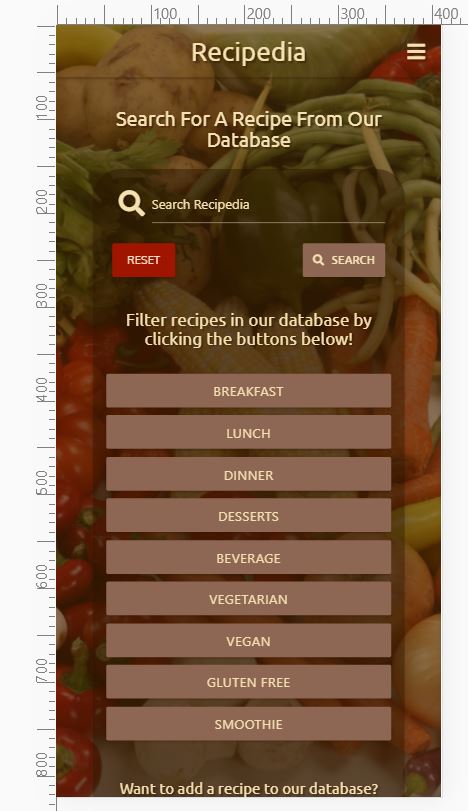 100 200 300 400
Recipedia
100
Search For A Recipe From Our
Database
200
Search Recipedia
RESET
SEARCH
300
Filter recipes in our database by
clicking the buttons below!
400
BREAKFAST
LUNCH
DINNER
500
DESSERTS
BEVERAGE
600
VEGETARIAN
VEGAN
700
GLUTEN FREE
SMOOTHIE
800
Want to add a recipe to our database?